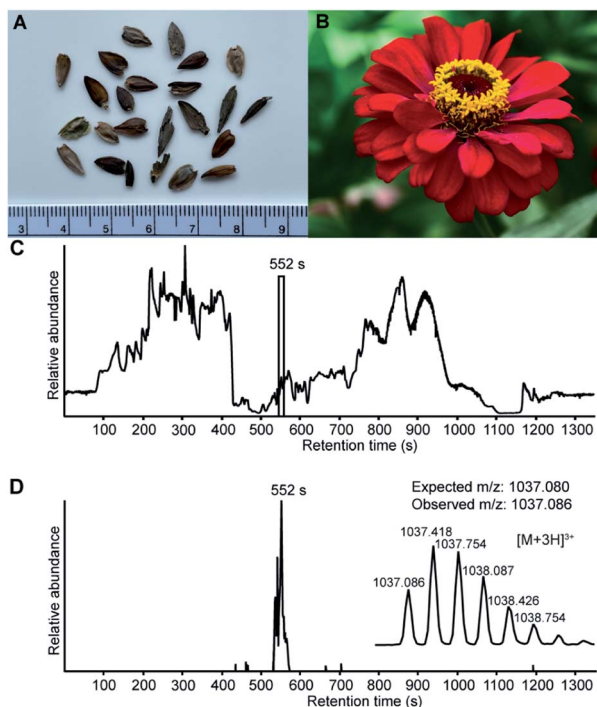 A
B
3 4 5 6 7 8 9
C
552 s
Relative abundance
100 200 300 400 500 600 700 800 900 1000 1100 1200 1300
Retention time (s)
D
552 s
Expected m/z: 1037.080
Observed m/z: 1037.086
[M+3H]³⁺
1037.418
1037.754
1037.086
1038.087
1038.426
1038.754
Relative abundance
100 200 300 400 500 600 700 800 900 1000 1100 1200 1300
Retention time (s)